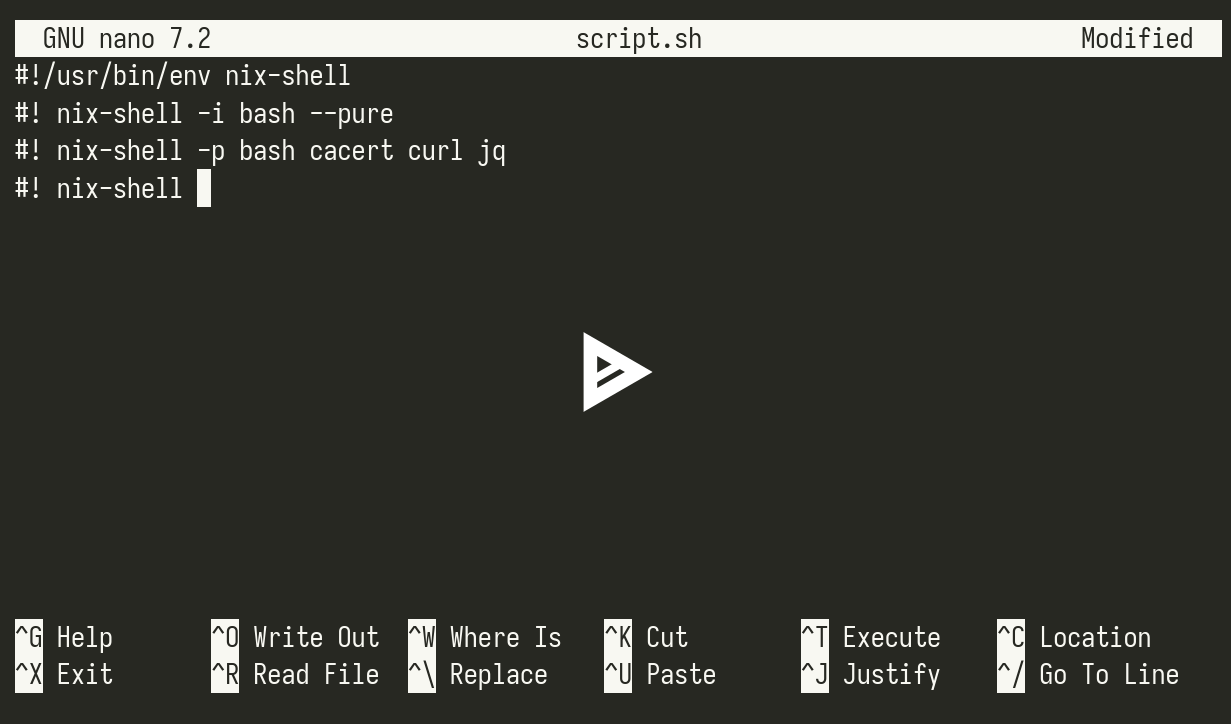 GNU nano 7.2 script.sh Modified
#!/usr/bin/env nix-shell
#! nix-shell -i bash --pure
#! nix-shell -p bash cacert curl jq
#! nix-shell
^G Help ^O Write Out ^W Where Is ^K Cut ^T Execute ^C Location
^X Exit ^R Read File ^\ Replace ^U Paste ^J Justify ^/ Go To Line